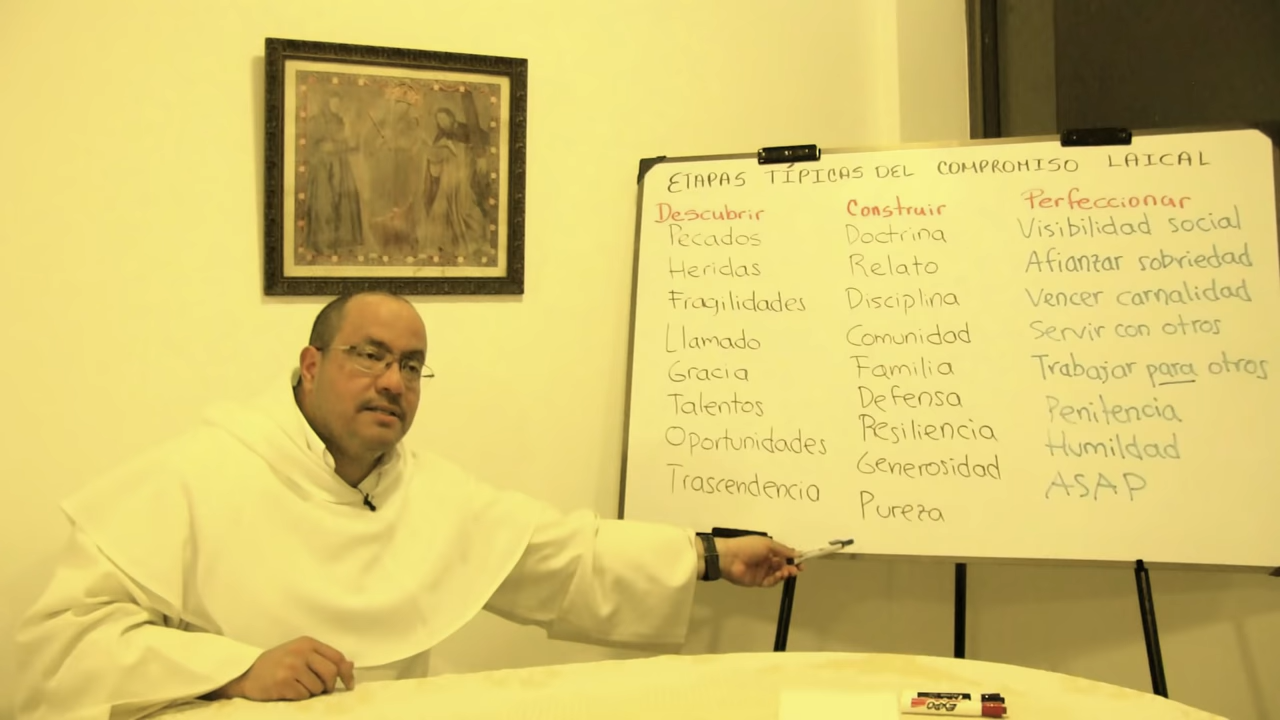 ETAPAS TÍPICAS DEL COMPROMISO LAICAL
Descubrir
Pecados
Heridas
Fragilidades
Llamado
Gracia
Talentos
Oportunidades
Trascendencia
Construir
Doctrina
Relato
Disciplina
Comunidad
Familia
Defensa
Resiliencia
Generosidad
Pureza
Perfeccionar
Visibilidad social
Afianzar sobriedad
Vencer carnalidad
Servir con otros
Trabajar para otros
Penitencia
Humildad
ASAP
EXPO